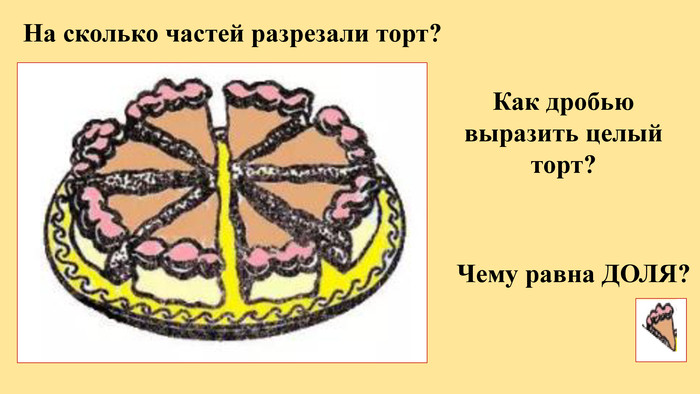 На сколько частей разрезали торт?
Как дробью
выразить целый
торт?
Чему равна ДОЛЯ?